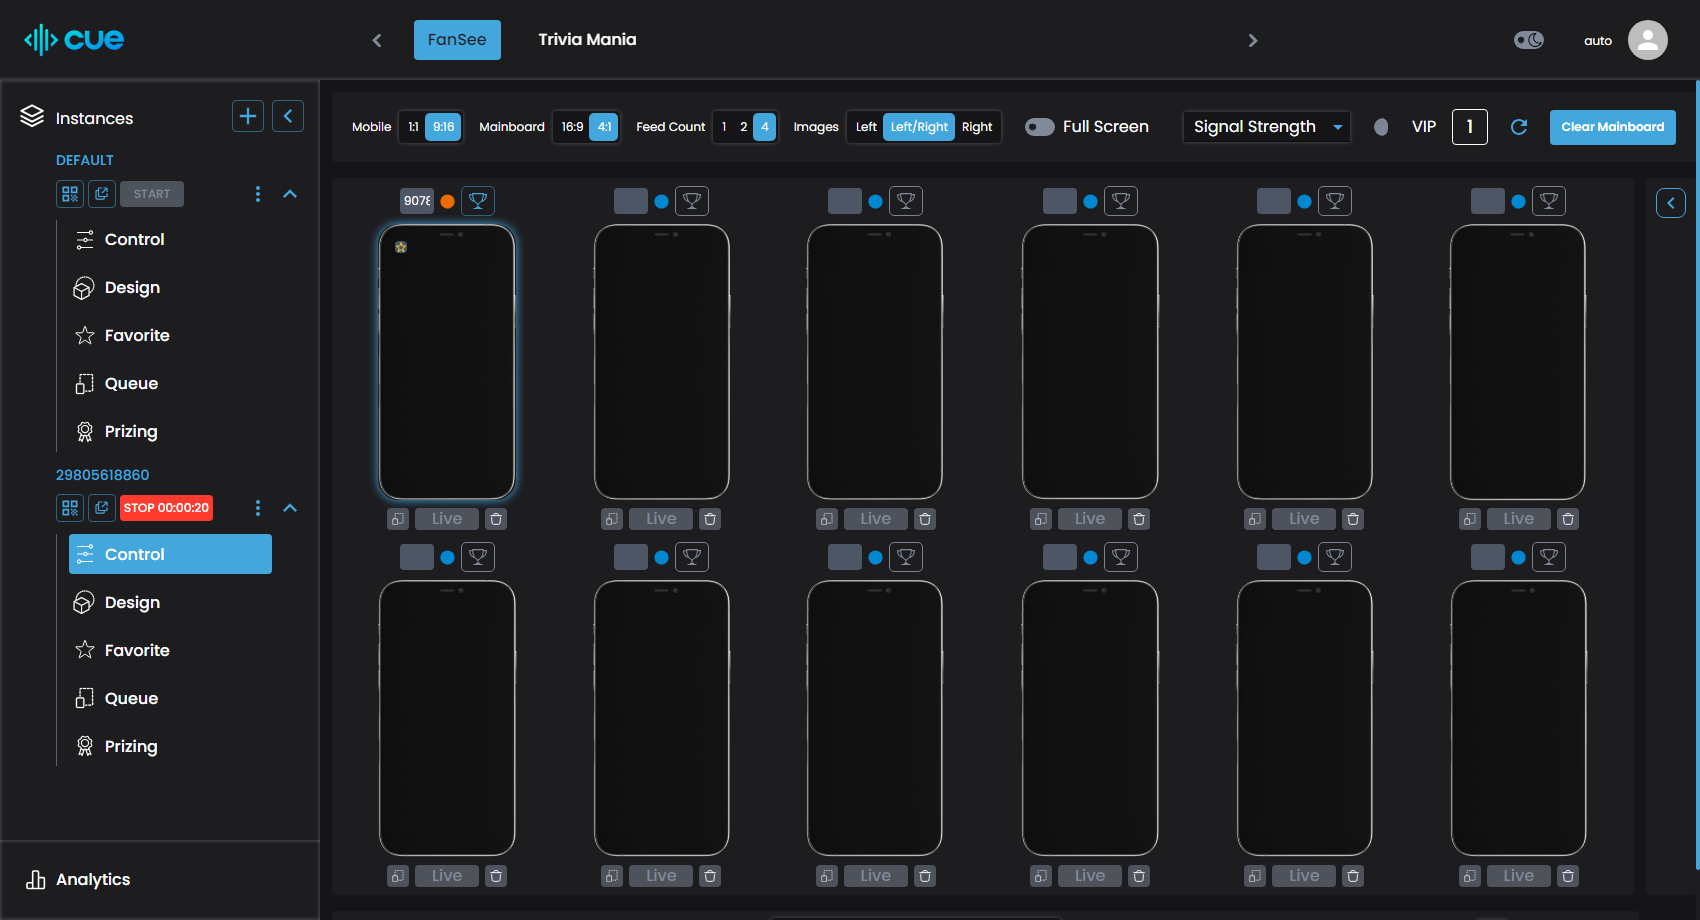 cue
FanSee
Trivia Mania
auto
Instances
DEFAULT
START
Control
Design
Favorite
Queue
Prizing
29805618860
STOP 00:00:20
Control
Design
Favorite
Queue
Prizing
Analytics
Mobile 1:1 9:16 Mainboard 16:9 4:1 Feed Count 1 2 4 Images Left Left/Right Right Full Screen Signal Strength VIP 1 Clear Mainboard
9078
Live Live Live Live Live Live
Live Live Live Live Live Live